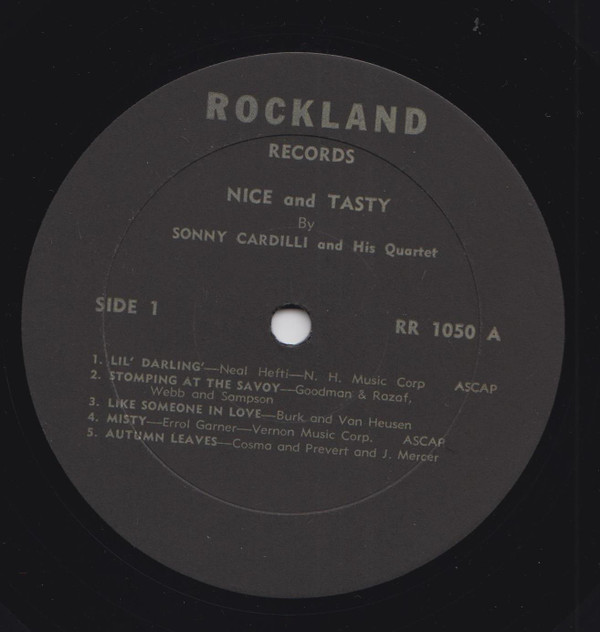 ROCKLAND
RECORDS
NICE and TASTY
By
SONNY CARDILLI and His Quartet
SIDE 1
RR 1050 A
1. LIL' DARLING'—Neal Hefti—N. H. Music Corp ASCAP
2. STOMPING AT THE SAVOY—Goodman & Razaf,
Webb and Sampson
3. LIKE SOMEONE IN LOVE—Burk and Van Heusen
4. MISTY—Errol Garner—Vernon Music Corp. ASCAP
5. AUTUMN LEAVES—Cosma and Prevert and J. Mercer